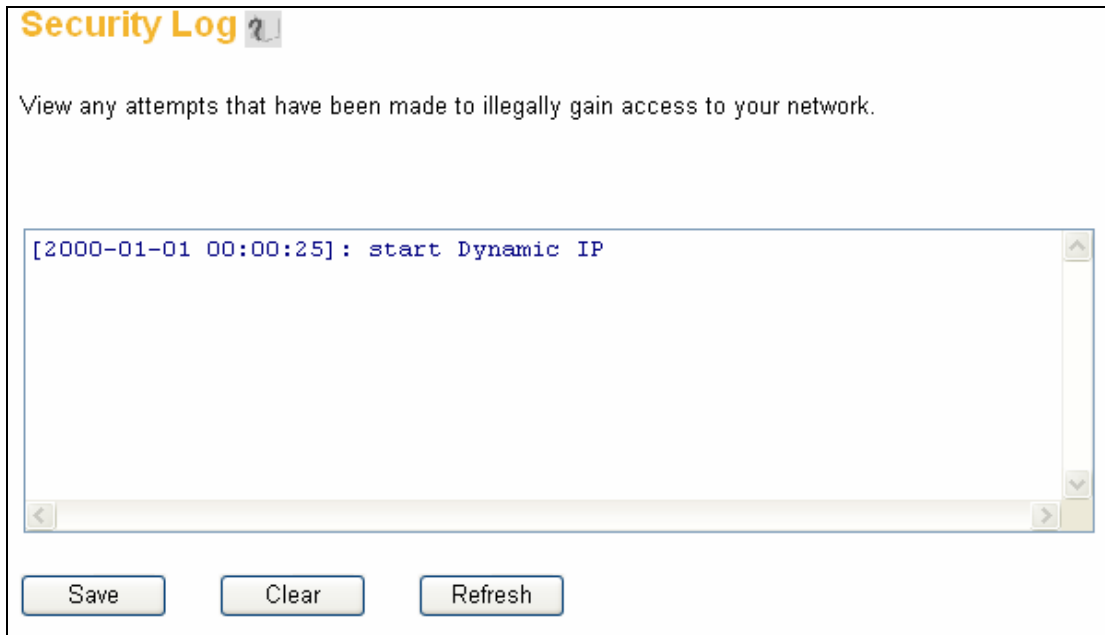 Security Log
View any attempts that have been made to illegally gain access to your network.
[2000-01-01 00:00:25]: start Dynamic IP
Save Clear Refresh